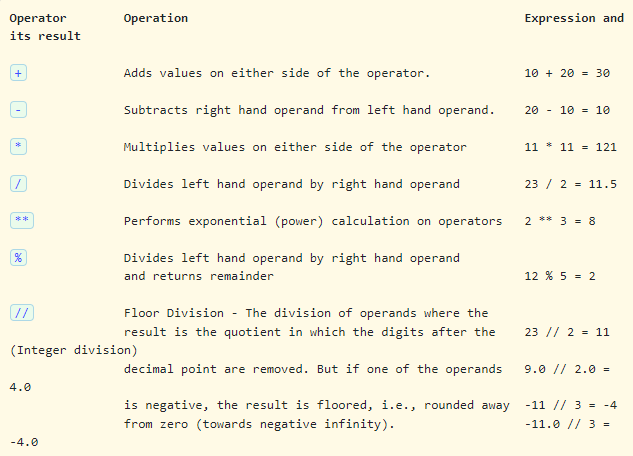 Operator Operation Expression and
its result
+ Adds values on either side of the operator. 10 + 20 = 30
- Subtracts right hand operand from left hand operand. 20 - 10 = 10
* Multiplies values on either side of the operator 11 * 11 = 121
/ Divides left hand operand by right hand operand 23 / 2 = 11.5
** Performs exponential (power) calculation on operators 2 ** 3 = 8
% Divides left hand operand by right hand operand
and returns remainder 12 % 5 = 2
// Floor Division - The division of operands where the
result is the quotient in which the digits after the 23 // 2 = 11
(Integer division)
decimal point are removed. But if one of the operands 9.0 // 2.0 =
4.0
is negative, the result is floored, i.e., rounded away -11 // 3 = -4
from zero (towards negative infinity). -11.0 // 3 =
-4.0